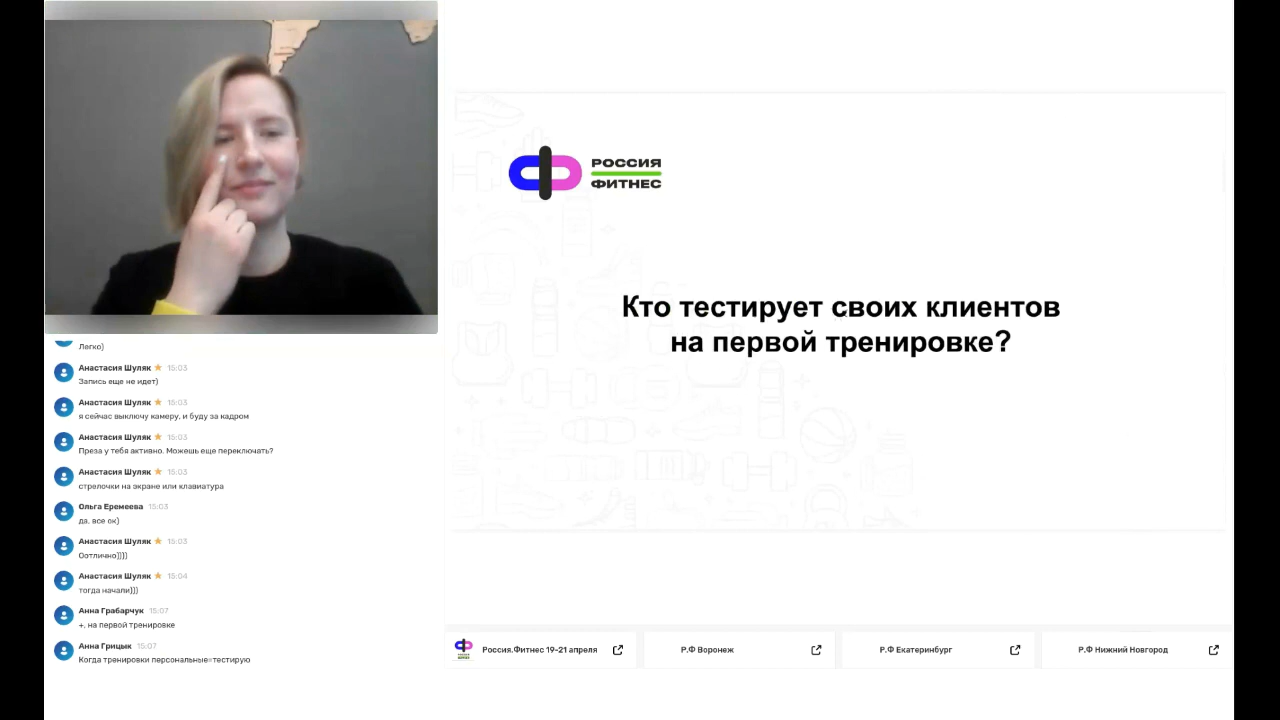 РОССИЯ
ФИТНЕС
Кто тестирует своих клиентов
на первой тренировке?
Легко)
Анастасия Шуляк 15:03
Запись еще не идет)
Анастасия Шуляк 15:03
я сейчас выключу камеру, и буду за кадром
Анастасия Шуляк 15:03
Преза у тебя активно. Можешь еще переключать?
Анастасия Шуляк 15:03
стрелочки на экране или клавиатура
Ольга Еремеева 15:03
да, все ок)
Анастасия Шуляк 15:03
Оотлично))))
Анастасия Шуляк 15:04
тогда начали)))
Анна Грабарчук 15:07
+, на первой тренировке
Анна Грицык 15:07
Когда тренировки персональные=тестирую
Россия.Фитнес 19-21 апреля
Р.Ф Воронеж
Р.Ф Екатеринбург
Р.Ф Нижний Новгород